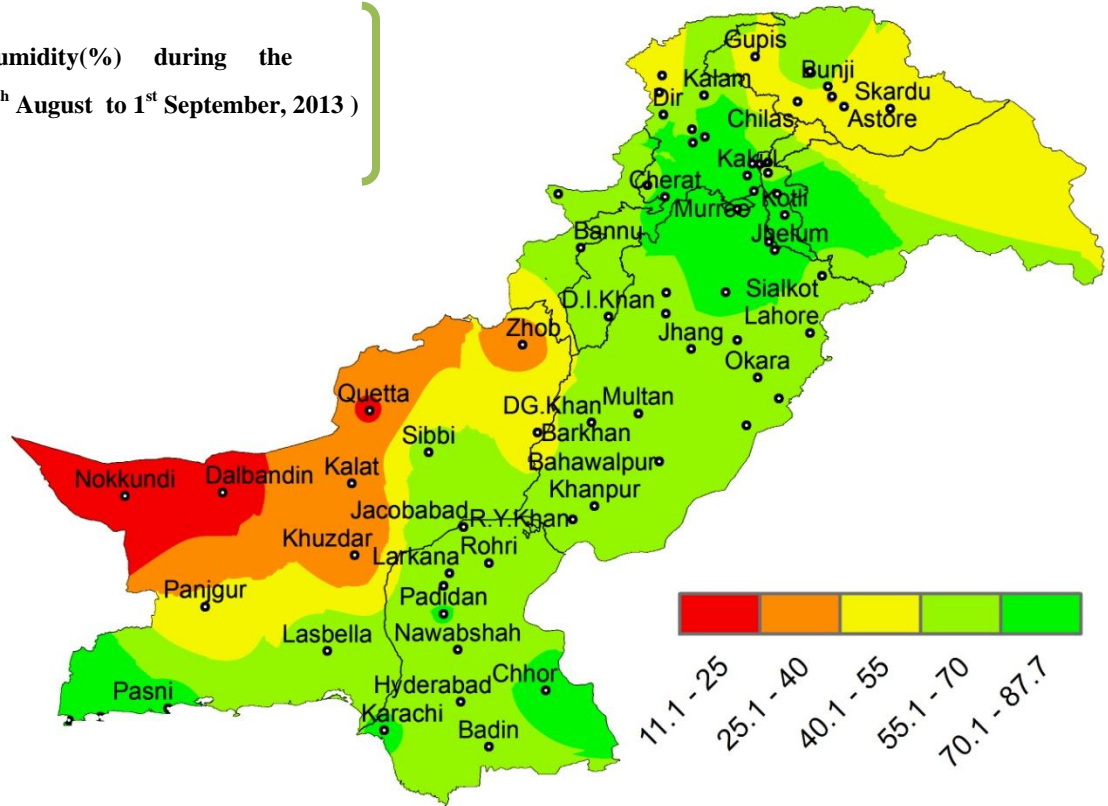 umidity(%) during the
h August to 1st September, 2013 )
Gupis
Bunji
Kalam
Skardu
Dir
Astore
Chilas
Kakul
Cherat
Kotli
Murree
Jhelum
Bannu
Sialkot
D.I.Khan
Lahore
Zhob
Jhang
Okara
Quetta
DG.Khan
Multan
Sibbi
Barkhan
Bahawalpur
Nokkundi
Dalbandin
Kalat
Khanpur
Jacobabad
R.Y.Khan
Khuzdar
Rohri
Larkana
Panjgur
Padidan
Lasbella
Nawabshah
Chhor
Pasni
Hyderabad
Karachi
Badin
11.1 - 25
25.1 - 40
40.1 - 55
55.1 - 70
70.1 - 87.7